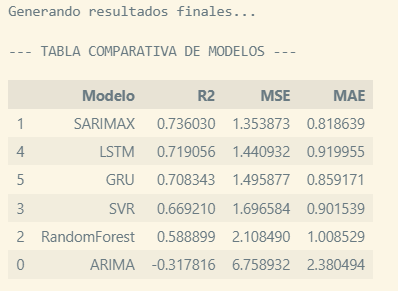 Generando resultados finales...
--- TABLA COMPARATIVA DE MODELOS ---
Modelo R2 MSE MAE
1 SARIMAX 0.736030 1.353873 0.818639
4 LSTM 0.719056 1.440932 0.919955
5 GRU 0.708343 1.495877 0.859171
3 SVR 0.669210 1.696584 0.901539
2 RandomForest 0.588899 2.108490 1.008529
0 ARIMA -0.317816 6.758932 2.380494